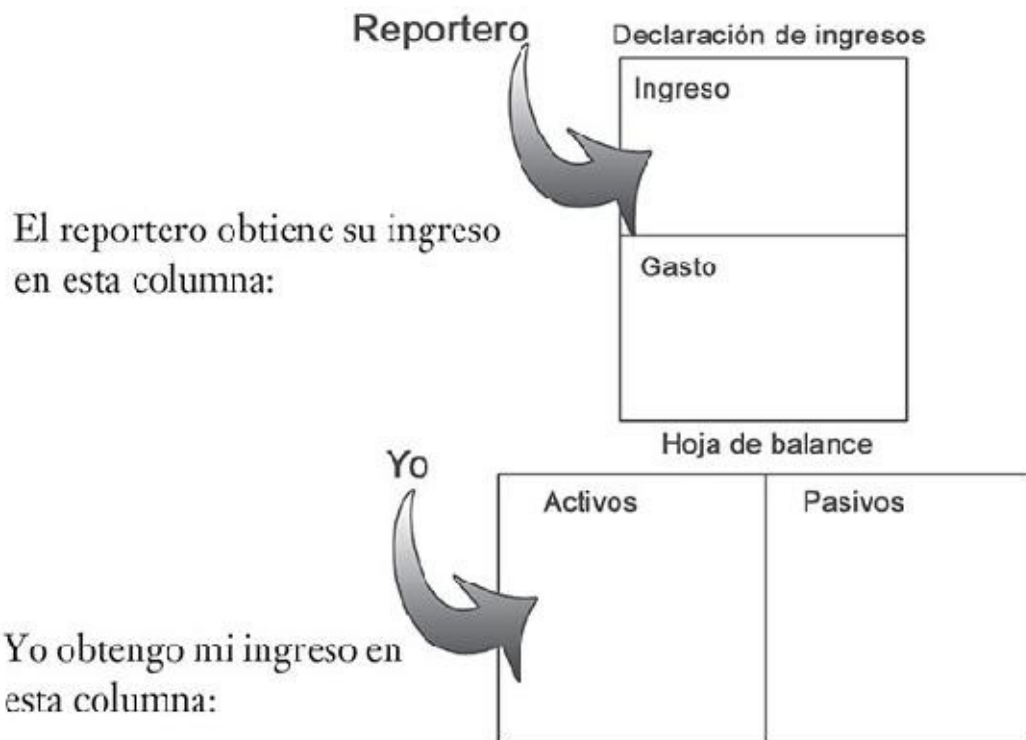 Reportero
Declaración de ingresos
Ingreso
El reportero obtiene su ingreso
en esta columna:
Gasto
Hoja de balance
Yo
Activos
Pasivos
Yo obtengo mi ingreso en
esta columna: